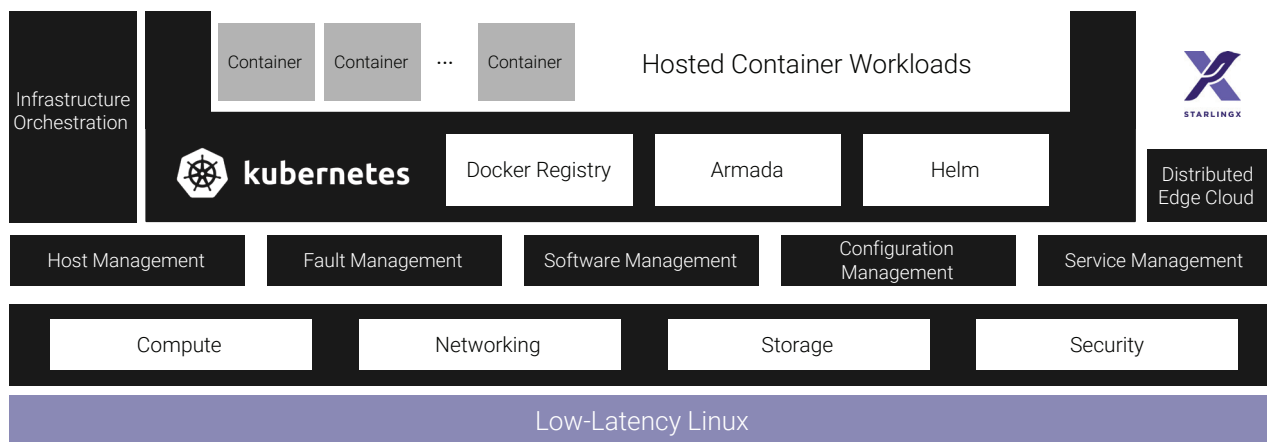 Container
Container
...
Container
Hosted Container Workloads
Infrastructure
Orchestration
STARLINGX
kubernetes
Docker Registry
Armada
Helm
Distributed
Edge Cloud
Host Management
Fault Management
Software Management
Configuration
Management
Service Management
Compute
Networking
Storage
Security
Low-Latency Linux